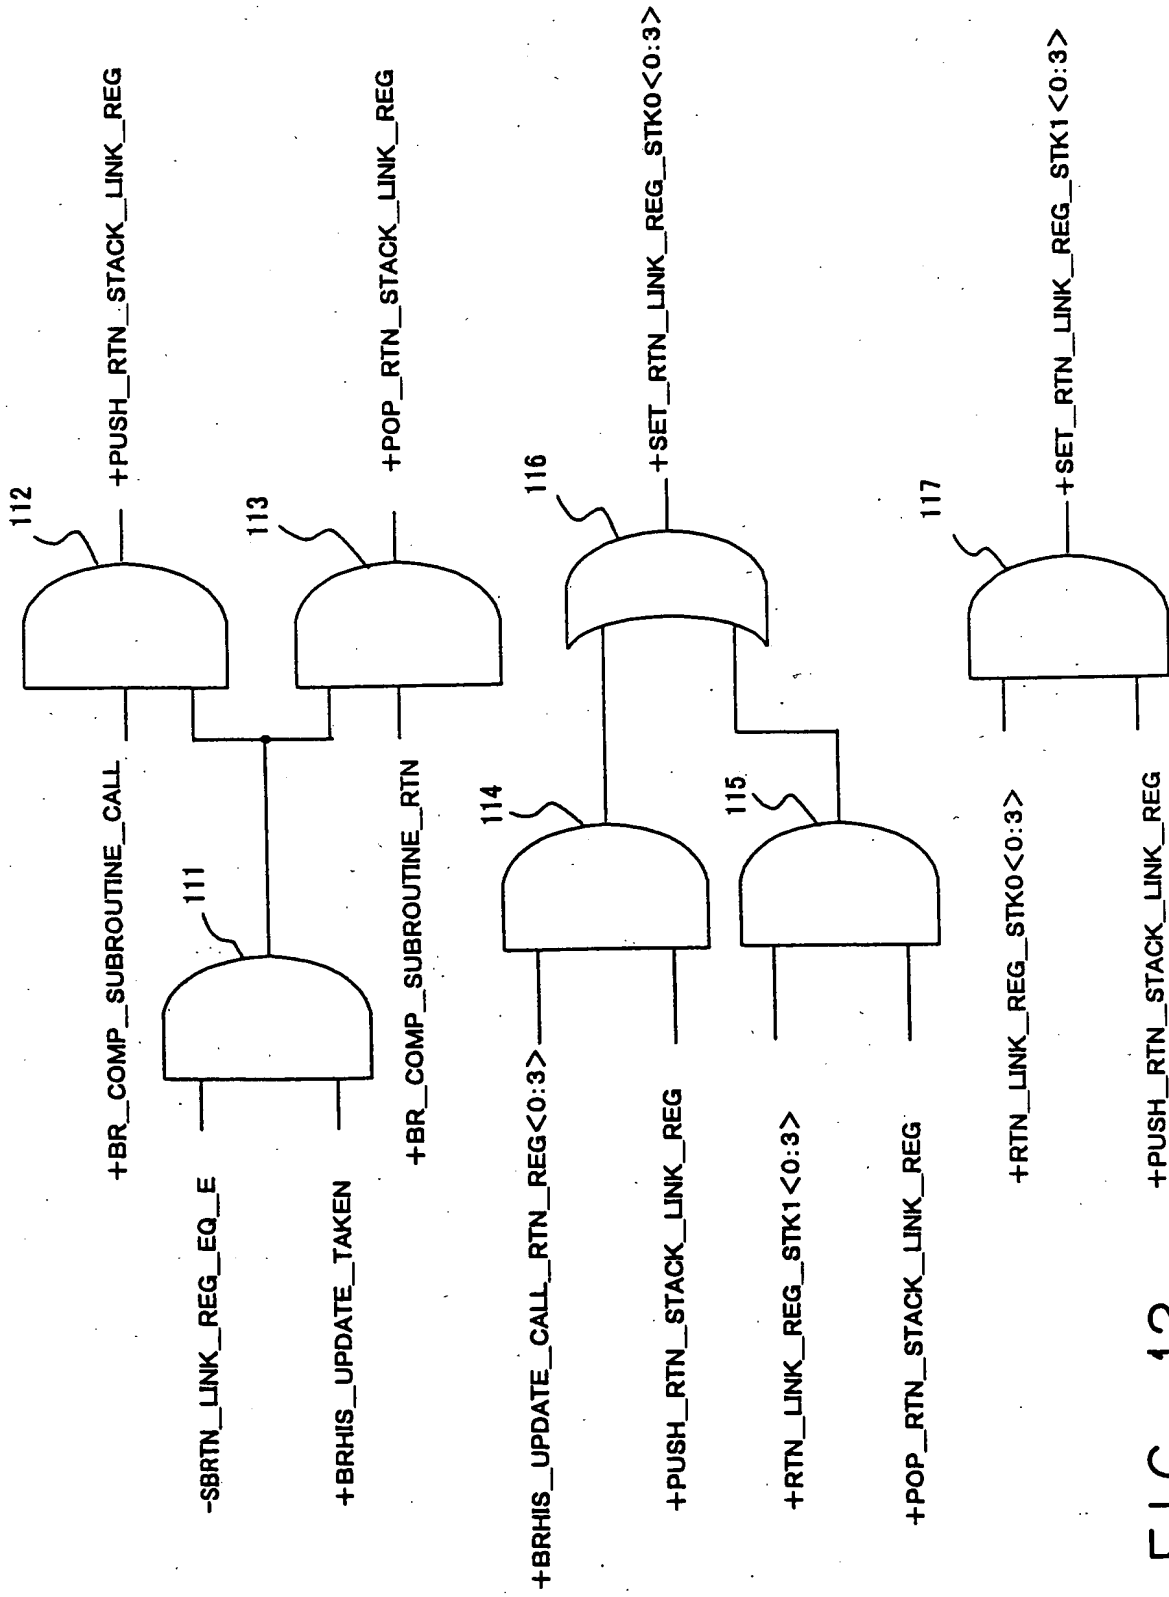 +BR_COMP_SUBROUTINE_CALL
112
+PUSH_RTN_STACK_LINK_REG
-SBRTN_LINK_REG_EQ_E
111
+BRHIS_UPDATE_TAKEN
113
+POP_RTN_STACK_LINK_REG
+BR_COMP_SUBROUTINE_RTN
+BRHIS_UPDATE_CALL_RTN_REG<0:3>
114
116
+SET_RTN_LINK_REG_STK0<0:3>
+PUSH_RTN_STACK_LINK_REG
+RTN_LINK_REG_STK1<0:3>
115
+POP_RTN_STACK_LINK_REG
+RTN_LINK_REG_STK0<0:3>
117
+SET_RTN_LINK_REG_STK1<0:3>
+PUSH_RTN_STACK_LINK_REG